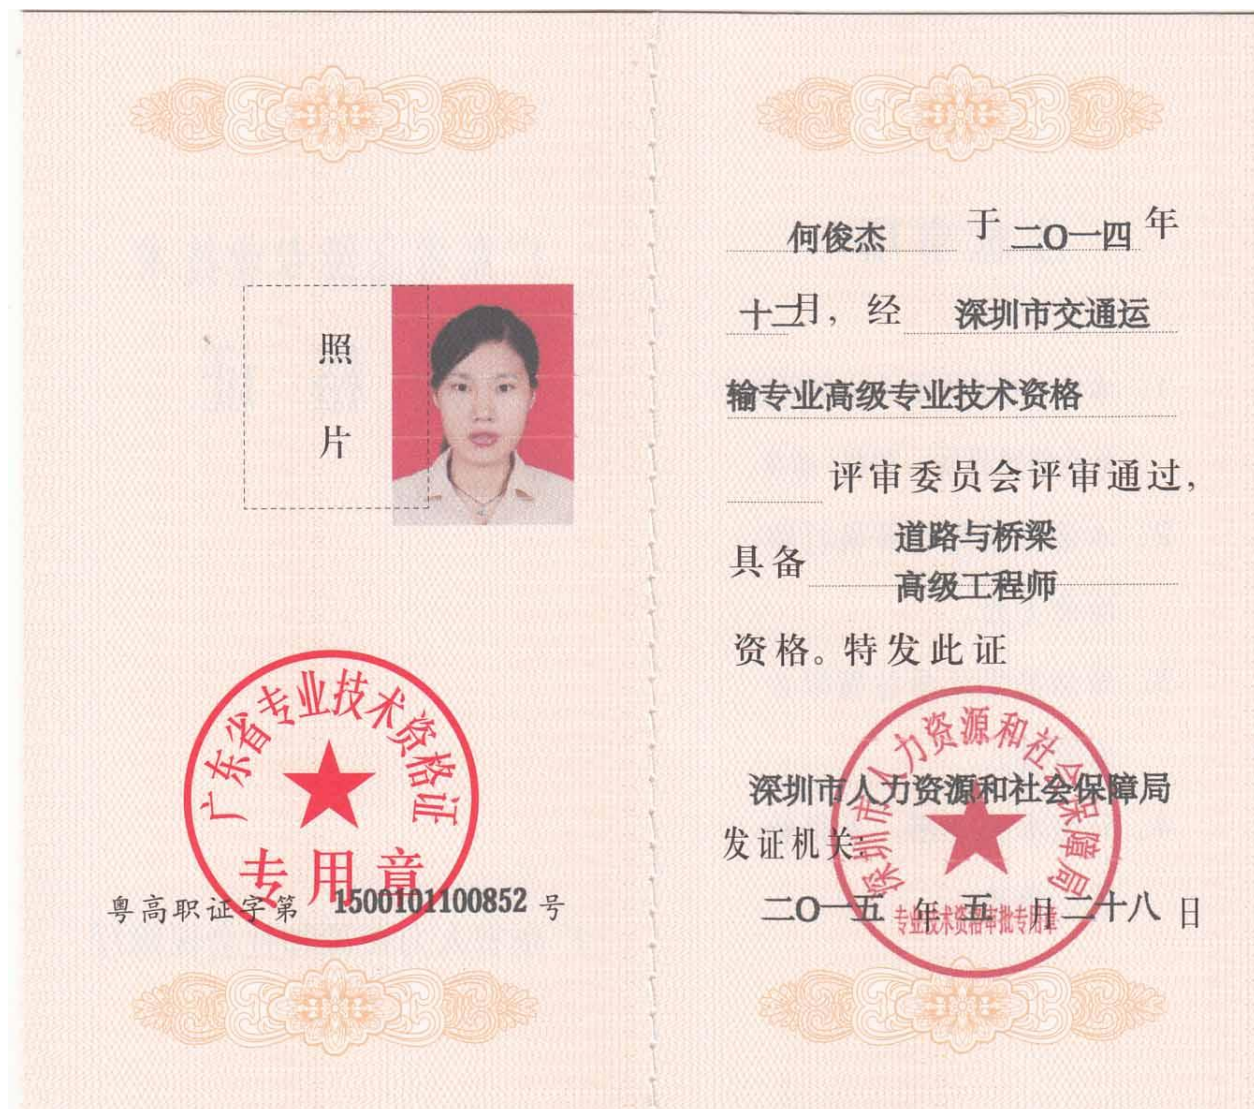 照
片
广东省专业技术资格证
专用章
粤高职证字第 1500101100852 号
何俊杰 于 二〇一四 年
十二月，经 深圳市交通运
输专业高级专业技术资格
评审委员会评审通过，
具备 道路与桥梁
高级工程师
资格。特发此证
深圳市人力资源和社会保障局
深圳市人力资源和社会保障局
发证机关：
二〇一五 年 五 月 二十八 日
专业技术资格审批专用章